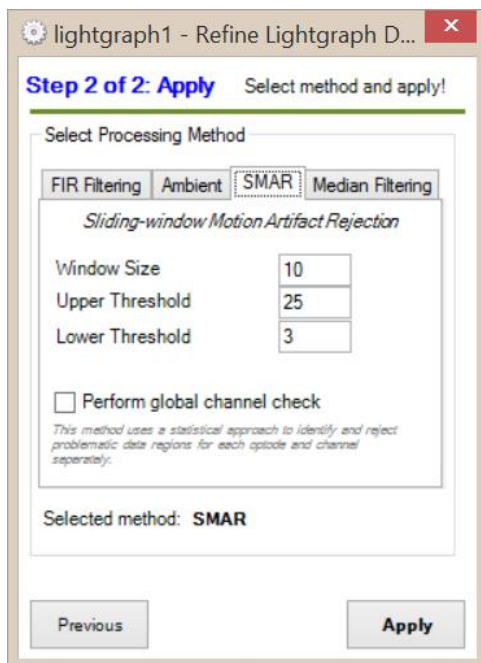 lightgraph1 - Refine Lightgraph D...
Step 2 of 2: Apply Select method and apply!
Select Processing Method
FIR Filtering Ambient SMAR Median Filtering
Sliding-window Motion Artifact Rejection
Window Size 10
Upper Threshold 25
Lower Threshold 3
Perform global channel check
This method uses a statistical approach to identify and reject
problematic data regions for each optode and channel
seperately.
Selected method: SMAR
Previous Apply